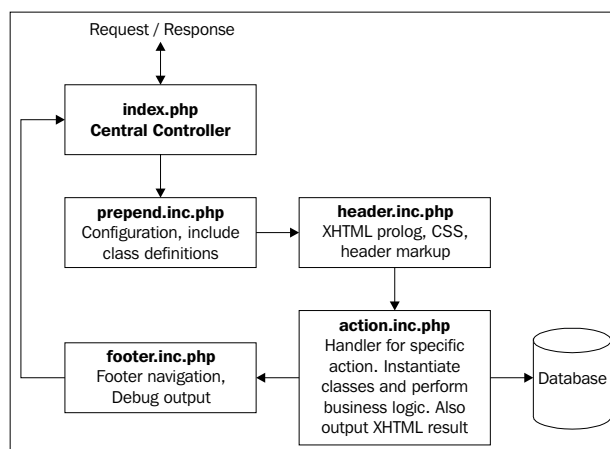 Request / Response
index.php
Central Controller
prepend.inc.php
Configuration, include
class definitions
header.inc.php
XHTML prolog, CSS,
header markup
action.inc.php
Handler for specific
action. Instantiate
classes and perform
business logic. Also
output XHTML result
footer.inc.php
Footer navigation,
Debug output
Database